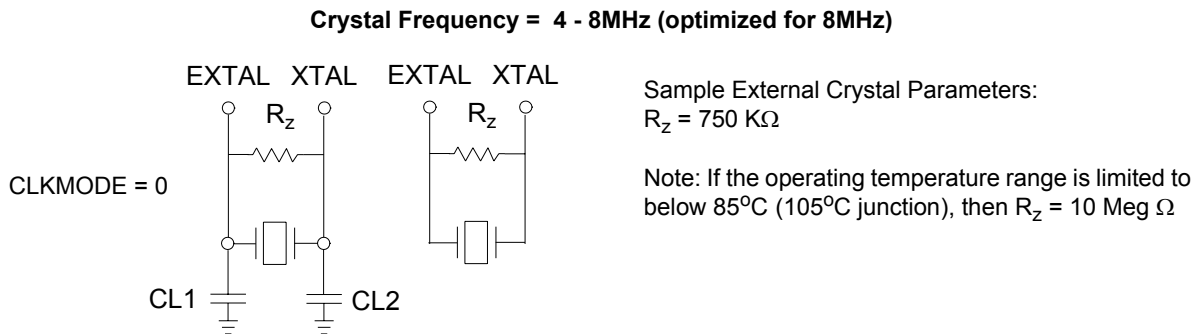 Crystal Frequency = 4 - 8MHz (optimized for 8MHz)
EXTAL XTAL EXTAL XTAL
Rz Rz
CLKMODE = 0
CL1 CL2
Sample External Crystal Parameters:
Rz = 750 KΩ
Note: If the operating temperature range is limited to
below 85oC (105oC junction), then Rz = 10 Meg Ω